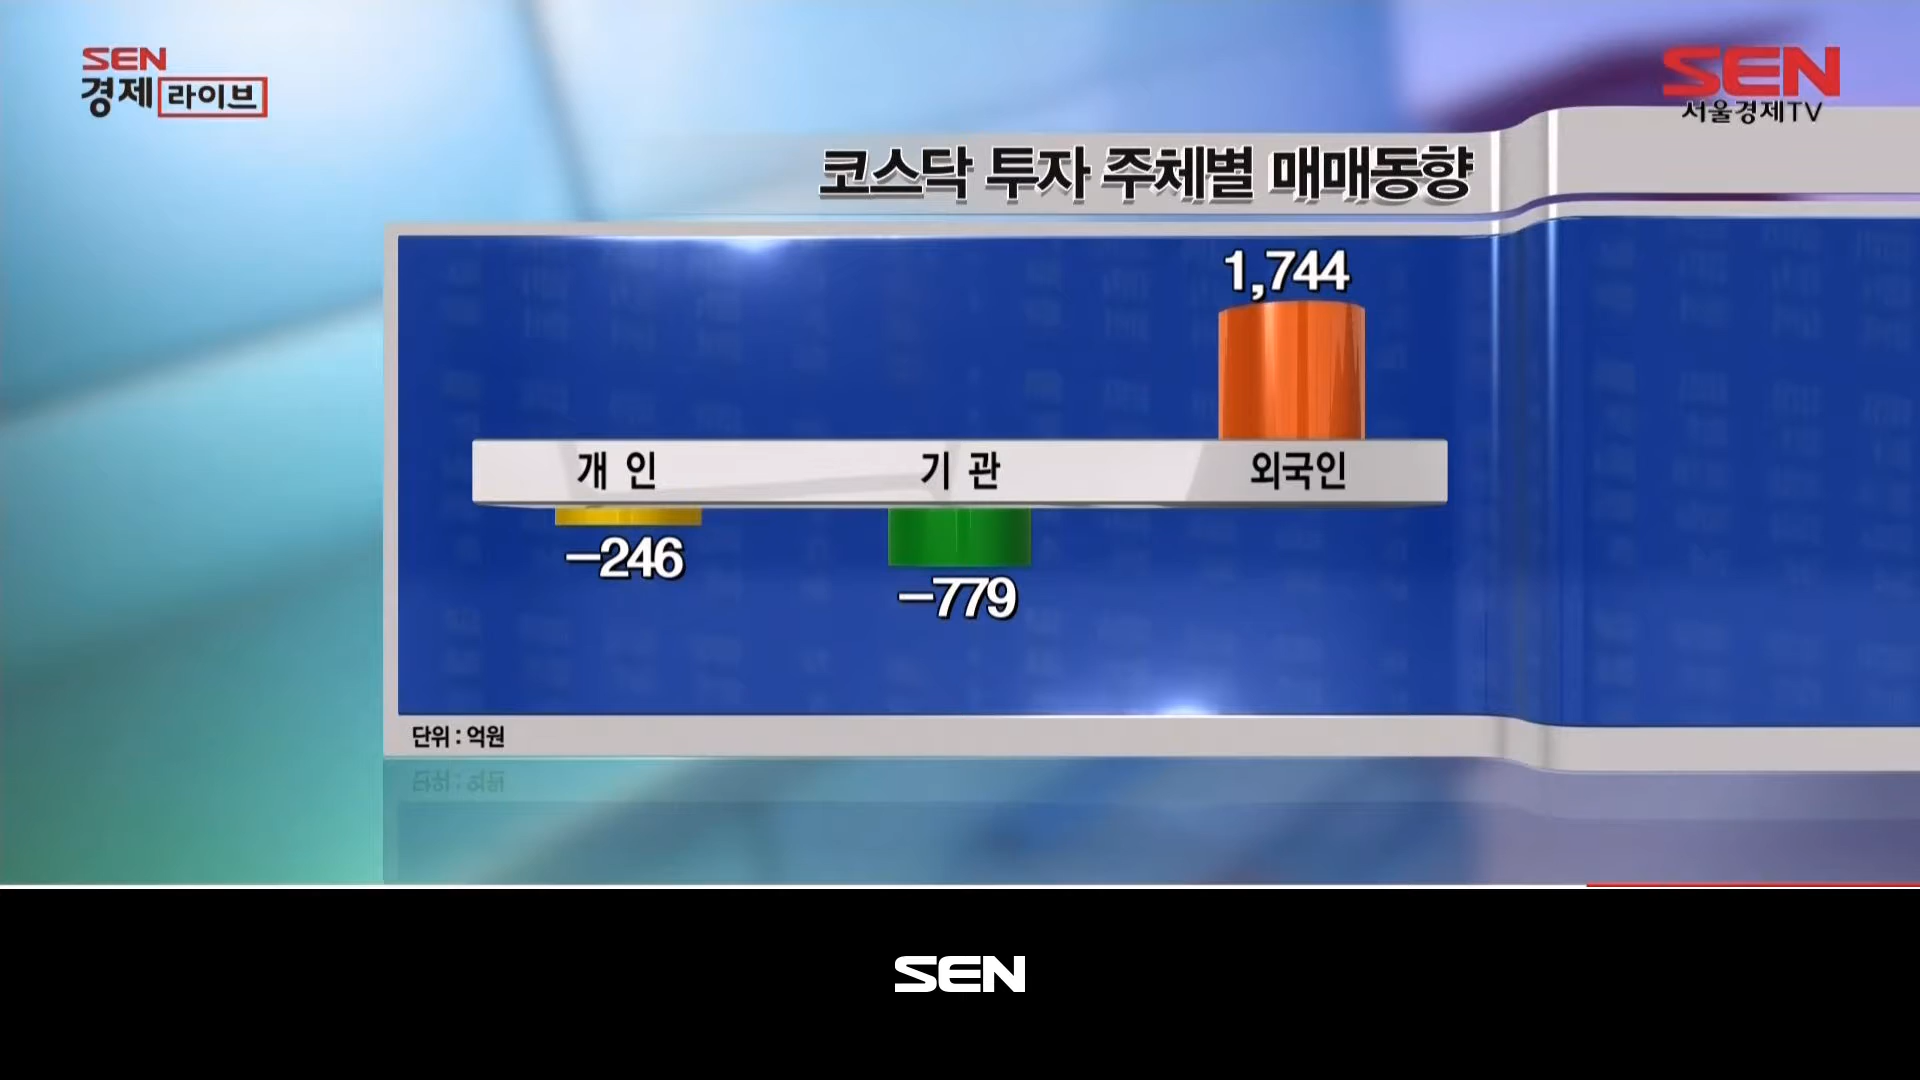 SEN
경제 라이브
SEN
서울경제TV
코스닥 투자 주체별 매매동향
1,744
개 인
기 관
외국인
-246
-779
단위 : 억원
SEN